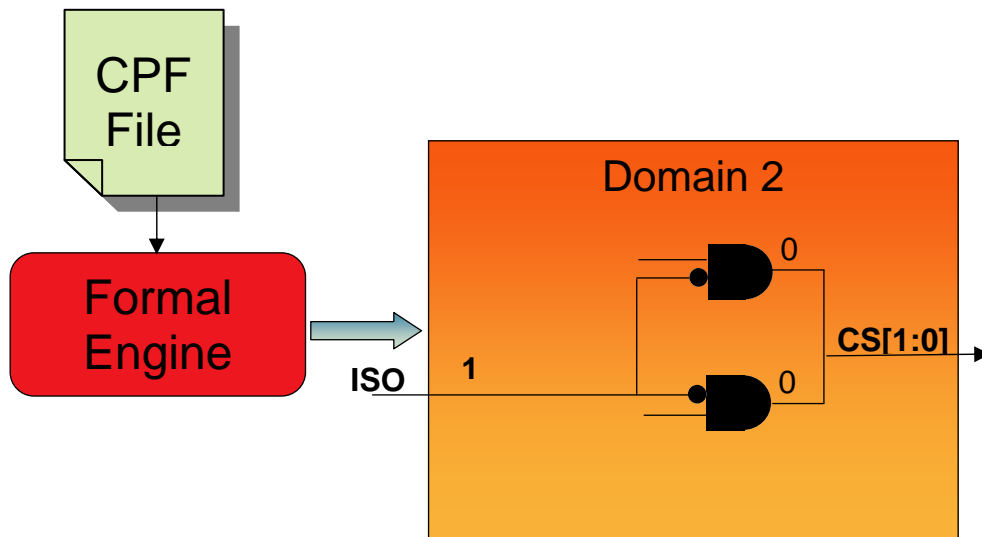 CPF
File
Domain 2
0
Formal
Engine
CS[1:0]
1
ISO
0